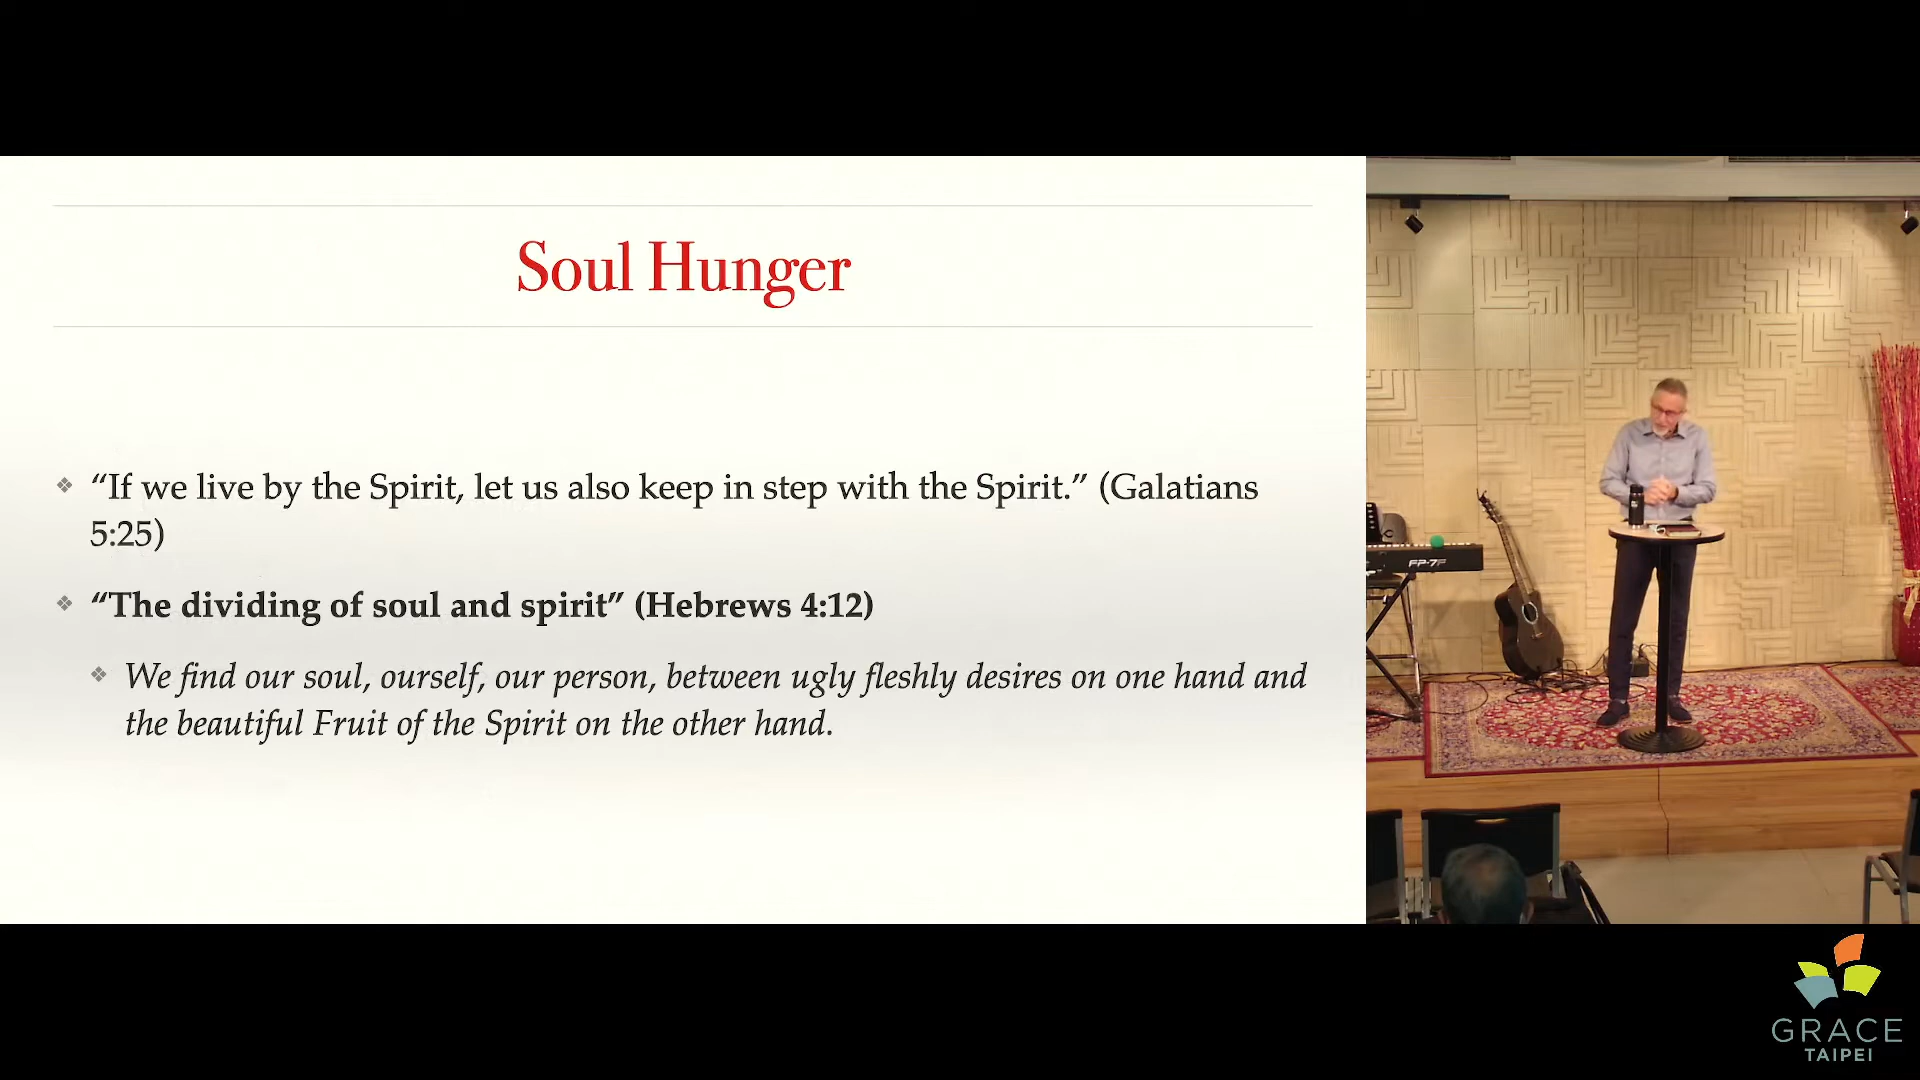 Soul Hunger
“If we live by the Spirit, let us also keep in step with the Spirit.” (Galatians
5:25)
“The dividing of soul and spirit” (Hebrews 4:12)
We find our soul, ourself, our person, between ugly fleshly desires on one hand and
the beautiful Fruit of the Spirit on the other hand.
FP-7F
GRACE
TAIPEI